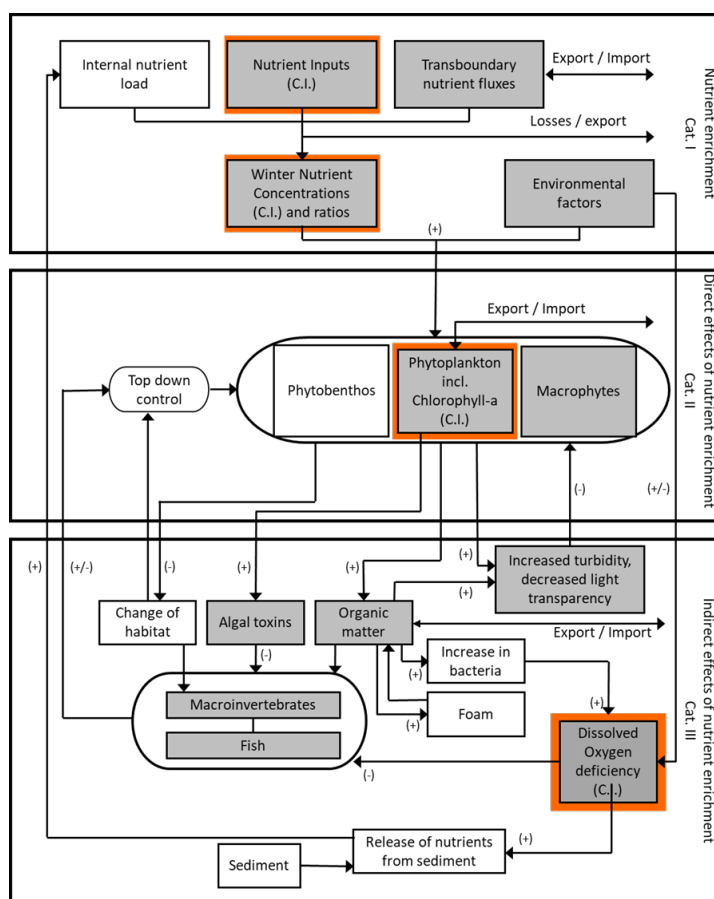 Internal nutrient
load
Nutrient Inputs
(C.I.)
Transboundary
nutrient fluxes
Export / Import
Losses / export
Winter Nutrient
Concentrations
(C.I.) and ratios
Environmental
factors
(+)
Nutrient enrichment
Cat. I
Export / Import
Top down
control
Phytobenthos
Phytoplankton
incl.
Chlorophyll-a
(C.I.)
Macrophytes
(-)
(+/-)
Direct effects of nutrient enrichment
Cat. II
(+)
(+/-)
(-)
(+)
(+)
(+)
Increased turbidity,
decreased light
transparency
(+)
Change of
habitat
Algal toxins
Organic
matter
Export / Import
(-)
Increase in
bacteria
(+)
(+)
Macroinvertebrates
Foam
(+)
Fish
Dissolved
Oxygen
deficiency
(C.I.)
(-)
Release of nutrients
from sediment
(+)
Sediment
Indirect effects of nutrient enrichment
Cat. III